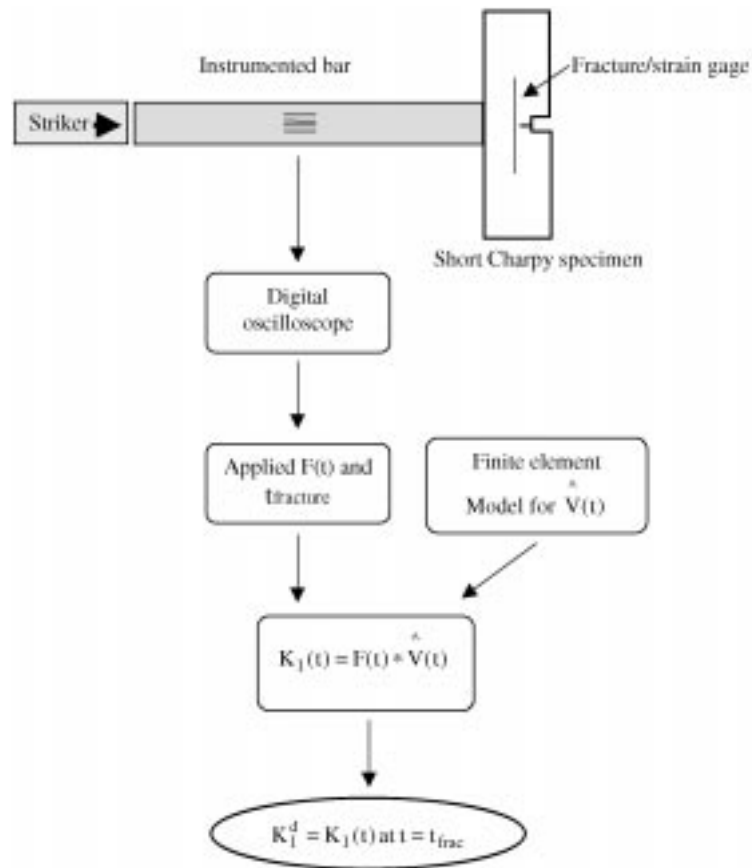 Instrumented bar
Fracture/strain gage
Striker
Short Charpy specimen
Digital
oscilloscope
Applied F(t) and
tfracture
Finite element
Model for V̂(t)
K₁(t) = F(t) * V̂(t)
K₁ᵈ = K₁(t) at t = tfrac